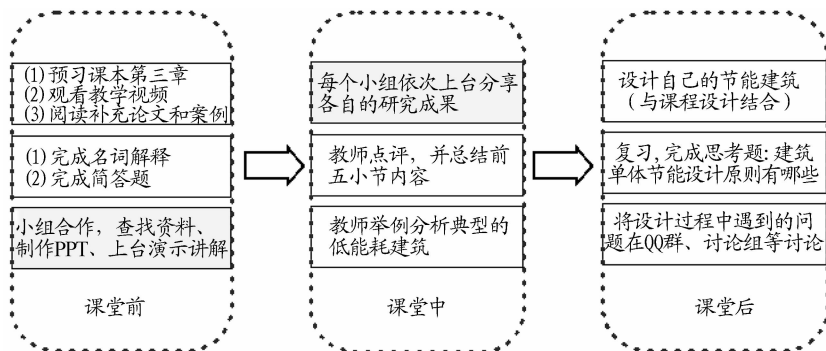 (1) 预习课本第三章
(2) 观看教学视频
(3) 阅读补充论文和案例
(1) 完成名词解释
(2) 完成简答题
小组合作，查找资料、
制作PPT、上台演示讲解
课堂前
每个小组依次上台分享
各自的研究成果
教师点评，并总结前
五小节内容
教师举例分析典型的
低能耗建筑
课堂中
设计自己的节能建筑
（与课程设计结合）
复习，完成思考题：建筑
单体节能设计原则有哪些
将设计过程中遇到的问
题在QQ群、讨论组等讨论
课堂后